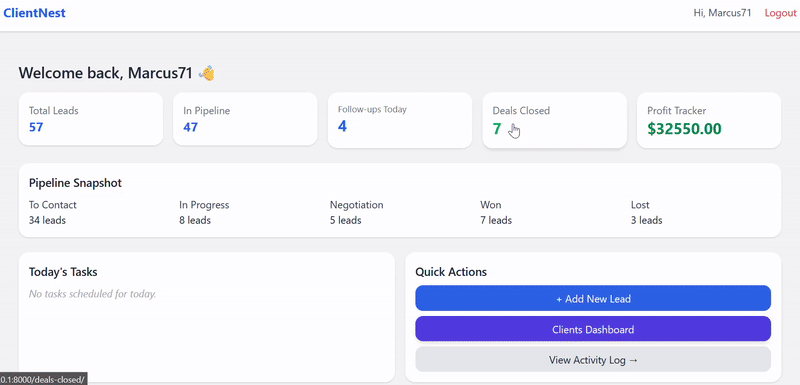 ClientNest
Hi, Marcus71 Logout
Welcome back, Marcus71 👋
Total Leads
57
In Pipeline
47
Follow-ups Today
4
Deals Closed
7
Profit Tracker
$32550.00
Pipeline Snapshot
To Contact
34 leads
In Progress
8 leads
Negotiation
5 leads
Won
7 leads
Lost
3 leads
Today's Tasks
No tasks scheduled for today.
Quick Actions
+ Add New Lead
Clients Dashboard
View Activity Log →
0.1:8000/deals-closed/